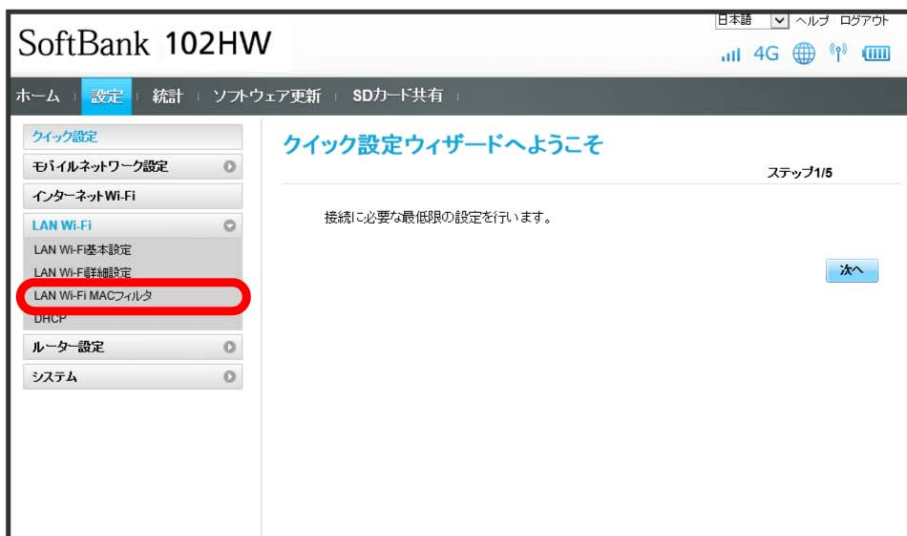 日本語 ヘルプ ログアウト
SoftBank 102HW
4G
ホーム 設定 統計 ソフトウェア更新 SDカード共有
クイック設定
モバイルネットワーク設定
インターネットWi-Fi
LAN Wi-Fi
LAN Wi-Fi基本設定
LAN Wi-Fi詳細設定
LAN Wi-Fi MACフィルタ
DHCP
ルーター設定
システム
クイック設定ウィザードへようこそ
ステップ1/5
接続に必要な最低限の設定を行います。
次へ